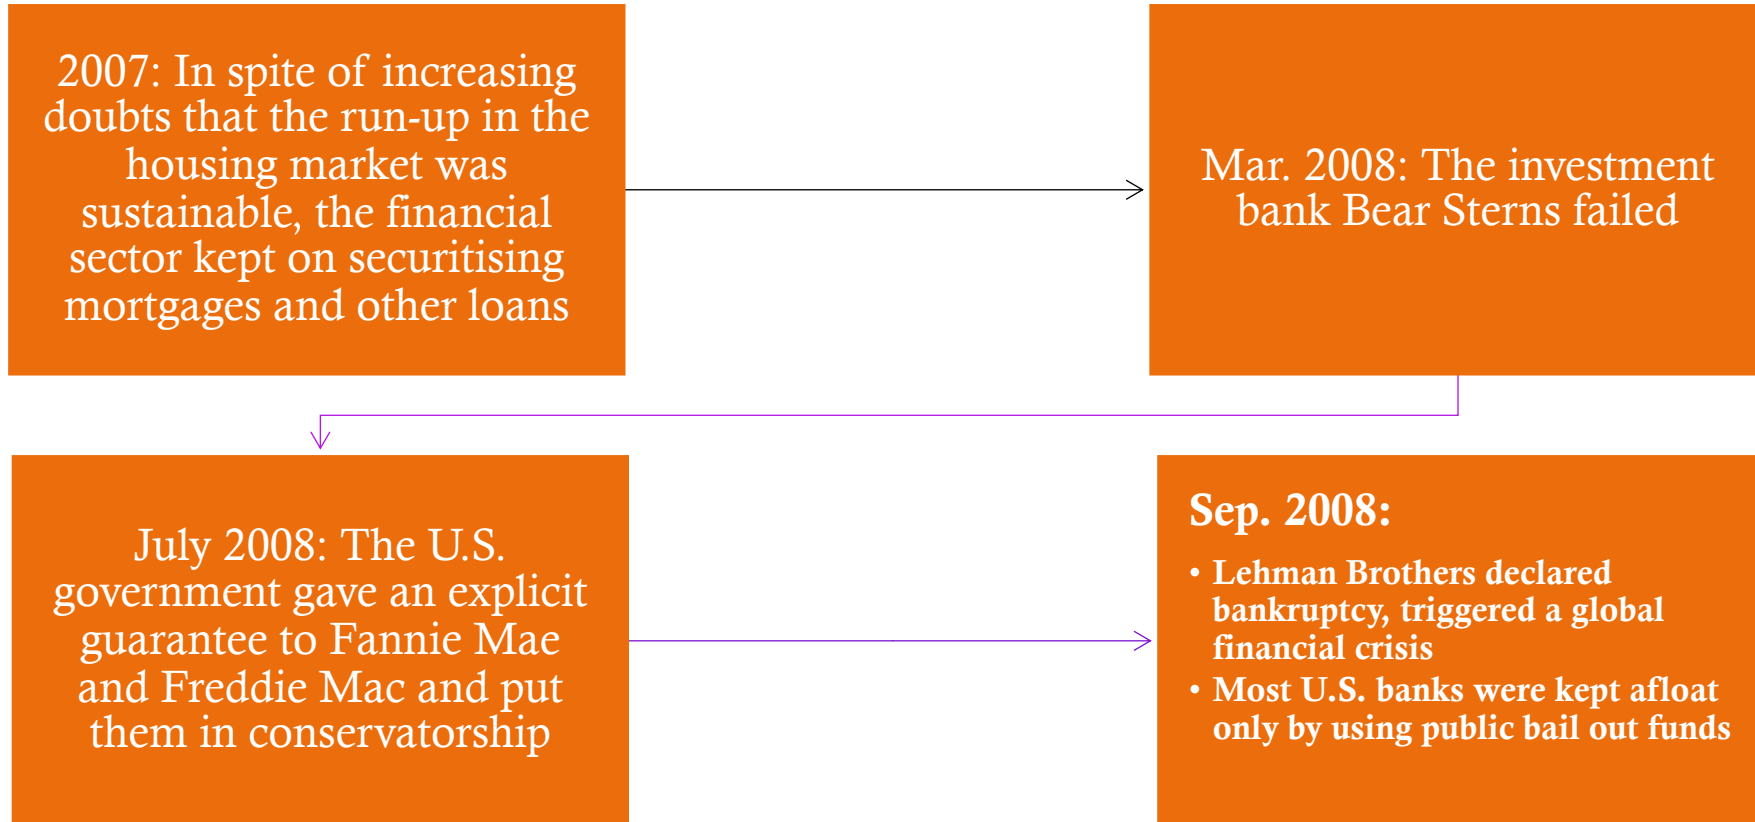 2007: In spite of increasing
doubts that the run-up in the
housing market was
sustainable, the financial
sector kept on securitising
mortgages and other loans
Mar. 2008: The investment
bank Bear Sterns failed
July 2008: The U.S.
government gave an explicit
guarantee to Fannie Mae
and Freddie Mac and put
them in conservatorship
Sep. 2008:
• Lehman Brothers declared
bankruptcy, triggered a global
financial crisis
• Most U.S. banks were kept afloat
only by using public bail out funds